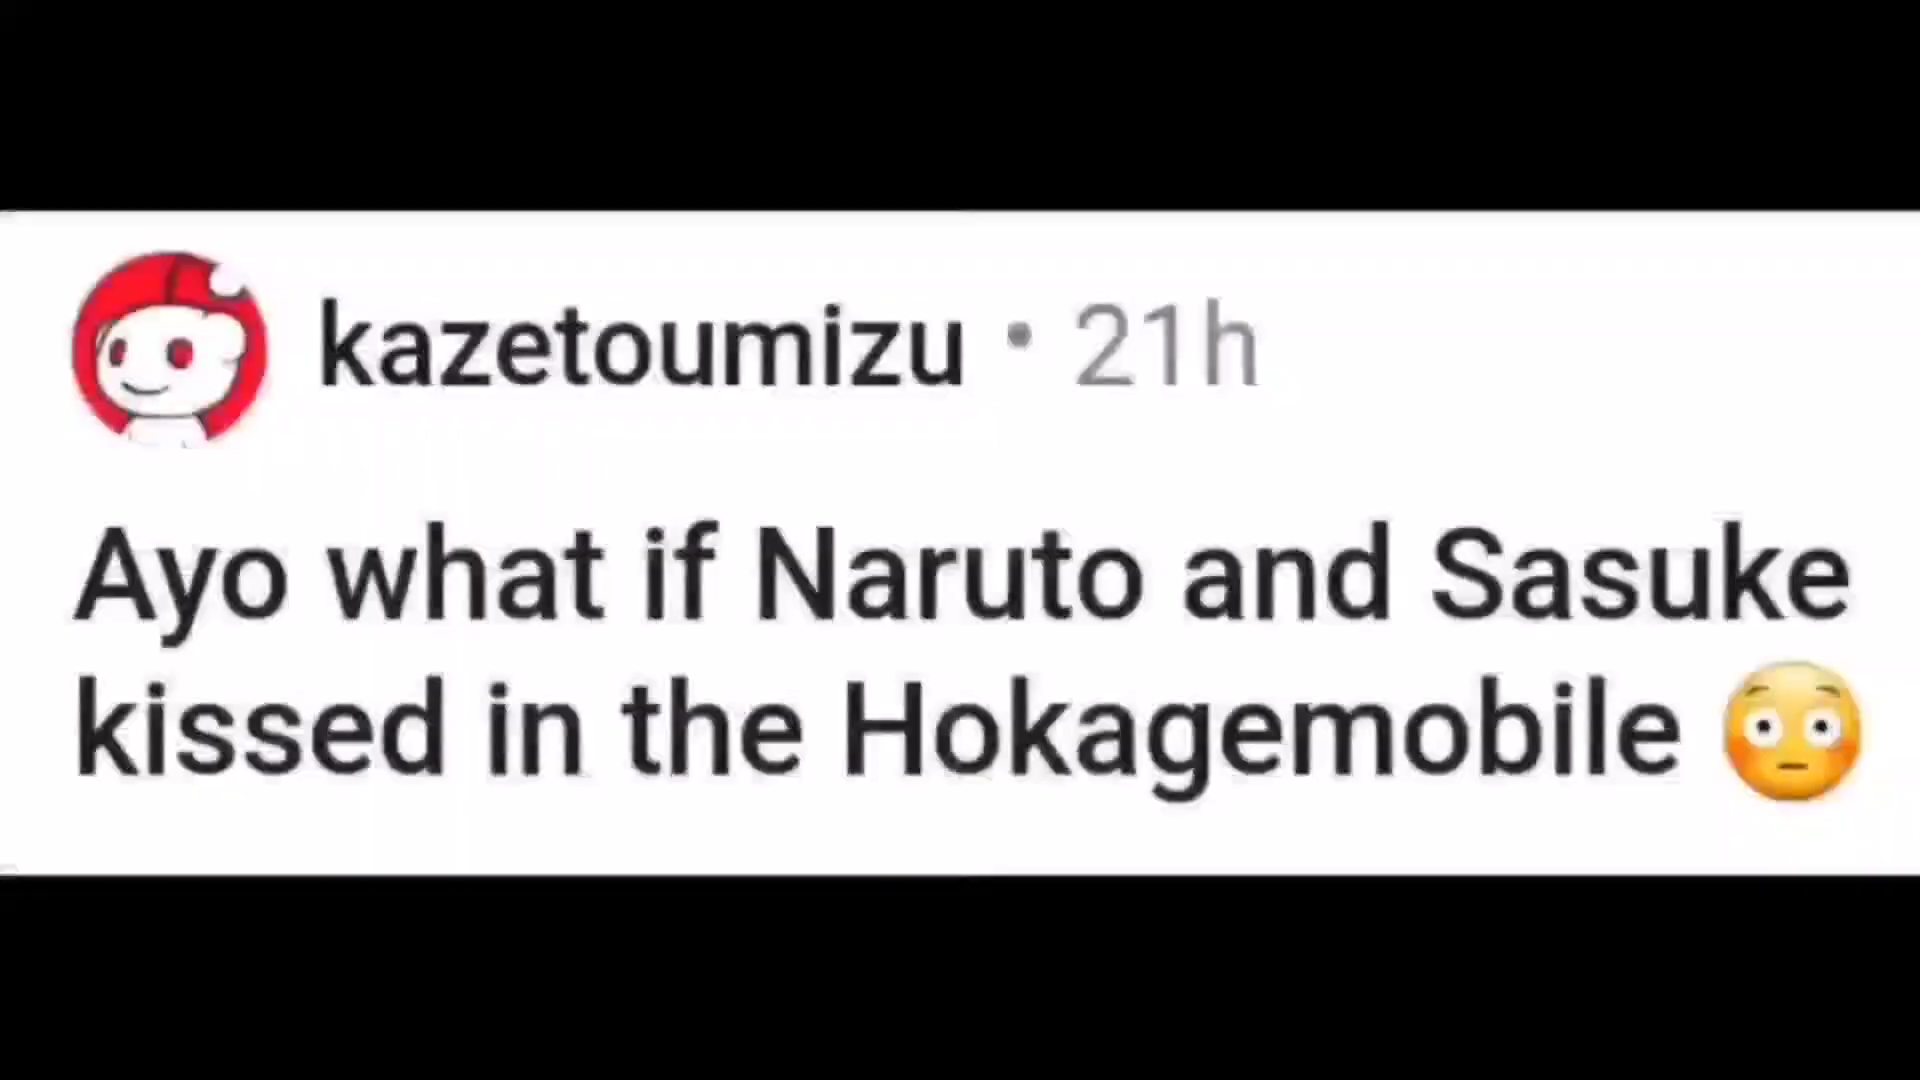 kazetoumizu • 21h
Ayo what if Naruto and Sasuke
kissed in the Hokagemobile 😳